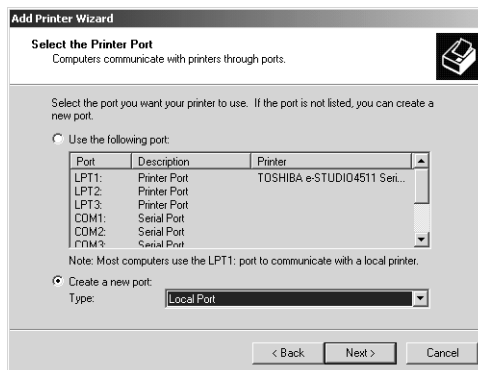 Add Printer Wizard
Select the Printer Port
Computers communicate with printers through ports.
Select the port you want your printer to use. If the port is not listed, you can create a
new port.
Use the following port:
Port Description Printer
LPT1: Printer Port TOSHIBA e-STUDIO4511 Seri...
LPT2: Printer Port
LPT3: Printer Port
COM1: Serial Port
COM2: Serial Port
COM3: Serial Port
Note: Most computers use the LPT1: port to communicate with a local printer.
Create a new port:
Type: Local Port
< Back Next > Cancel